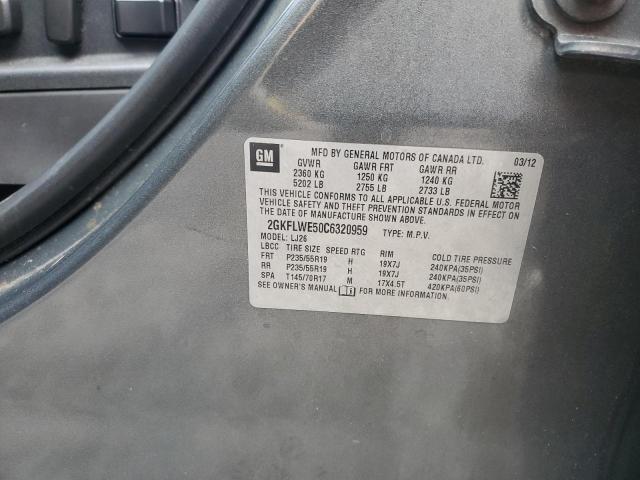 GM
MFD BY GENERAL MOTORS OF CANADA LTD. 03/12
GVWR GAWR FRT GAWR RR
2360 KG 1250 KG 1240 KG
5202 LB 2755 LB 2733 LB
THIS VEHICLE CONFORMS TO ALL APPLICABLE U.S. FEDERAL MOTOR
VEHICLE SAFETY AND THEFT PREVENTION STANDARDS IN EFFECT ON
THE DATE OF MANUFACTURE SHOWN ABOVE.
2GKFLWE50C6320959 TYPE: M.P.V.
MODEL: LJ26
LBCC TIRE SIZE SPEED RTG RIM COLD TIRE PRESSURE
FRT P235/55R19 H 19X7J 240KPA(35PSI)
RR P235/55R19 H 19X7J 240KPA(35PSI)
SPA T145/70R17 M 17X4.5T 420KPA(60PSI)
SEE OWNER'S MANUAL FOR MORE INFORMATION.